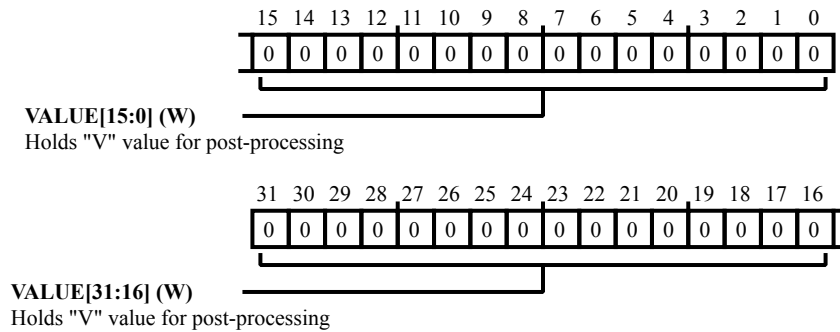 15 14 13 12 11 10 9 8 7 6 5 4 3 2 1 0
0 0 0 0 0 0 0 0 0 0 0 0 0 0 0 0
VALUE[15:0] (W)
Holds "V" value for post-processing
31 30 29 28 27 26 25 24 23 22 21 20 19 18 17 16
0 0 0 0 0 0 0 0 0 0 0 0 0 0 0 0
VALUE[31:16] (W)
Holds "V" value for post-processing